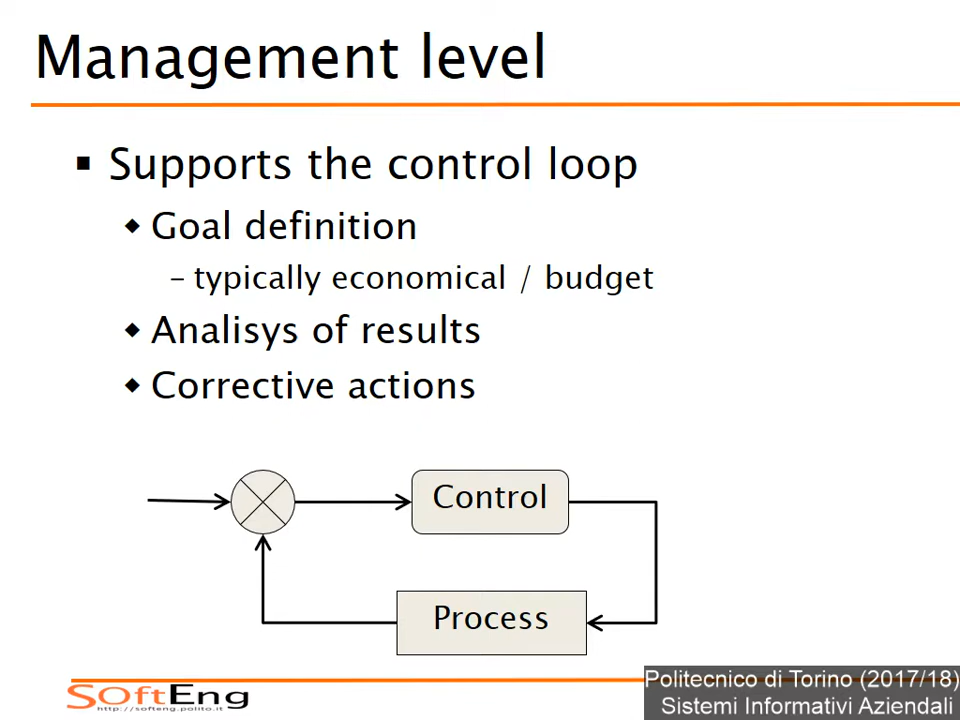 Management level
▪ Supports the control loop
◆ Goal definition
– typically economical / budget
◆ Analisys of results
◆ Corrective actions
Control
Process
SoftEng
http://softeng.polito.it
Politecnico di Torino (2017/18)
Sistemi Informativi Aziendali